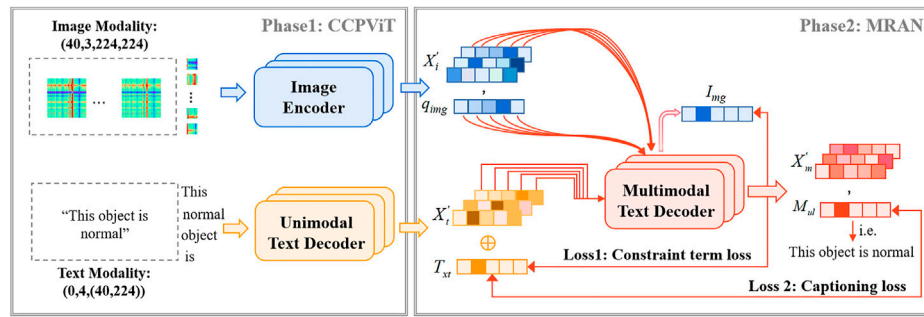 Phase1: CCPViT
Image Modality:
(40,3,224,224)
...
Image
Encoder
“This object is
normal”
This
normal
object
is
Unimodal
Text Decoder
Text Modality:
(0,4,(40,224))
Phase2: MRAN
X'i
,
qimg
Img
X't
⊕
Txt
Multimodal
Text Decoder
X'm
,
Mul
i.e.
This object is normal
Loss1: Constraint term loss
Loss 2: Captioning loss